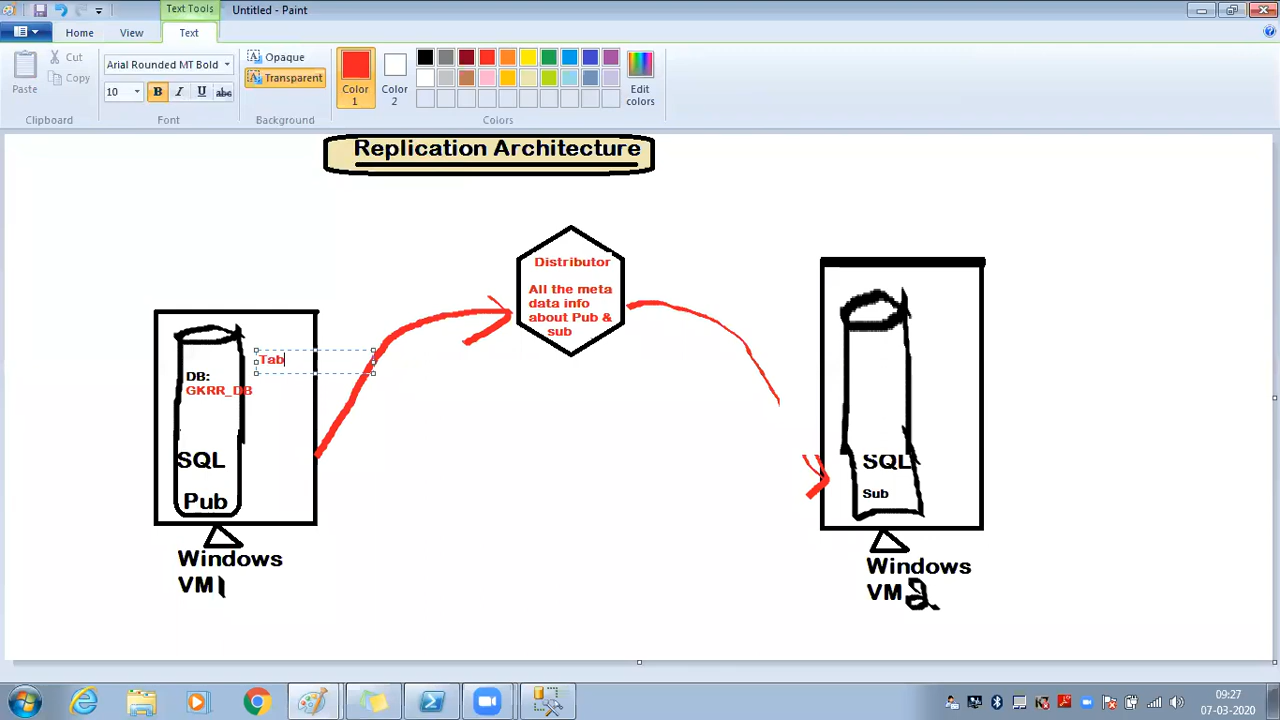 Text Tools
Untitled - Paint
Home
View
Text
Paste
Cut
Copy
Clipboard
Arial Rounded MT Bold
10
B
I
U
abc
Font
Opaque
Transparent
Background
Color
1
Color
2
Edit
colors
Colors
Replication Architecture
Distributor
All the meta
data info
about Pub &
sub
Tab
DB:
GKRR_DB
SQL
Pub
Windows
VM1
SQL
Sub
Windows
VM2
09:27
07-03-2020